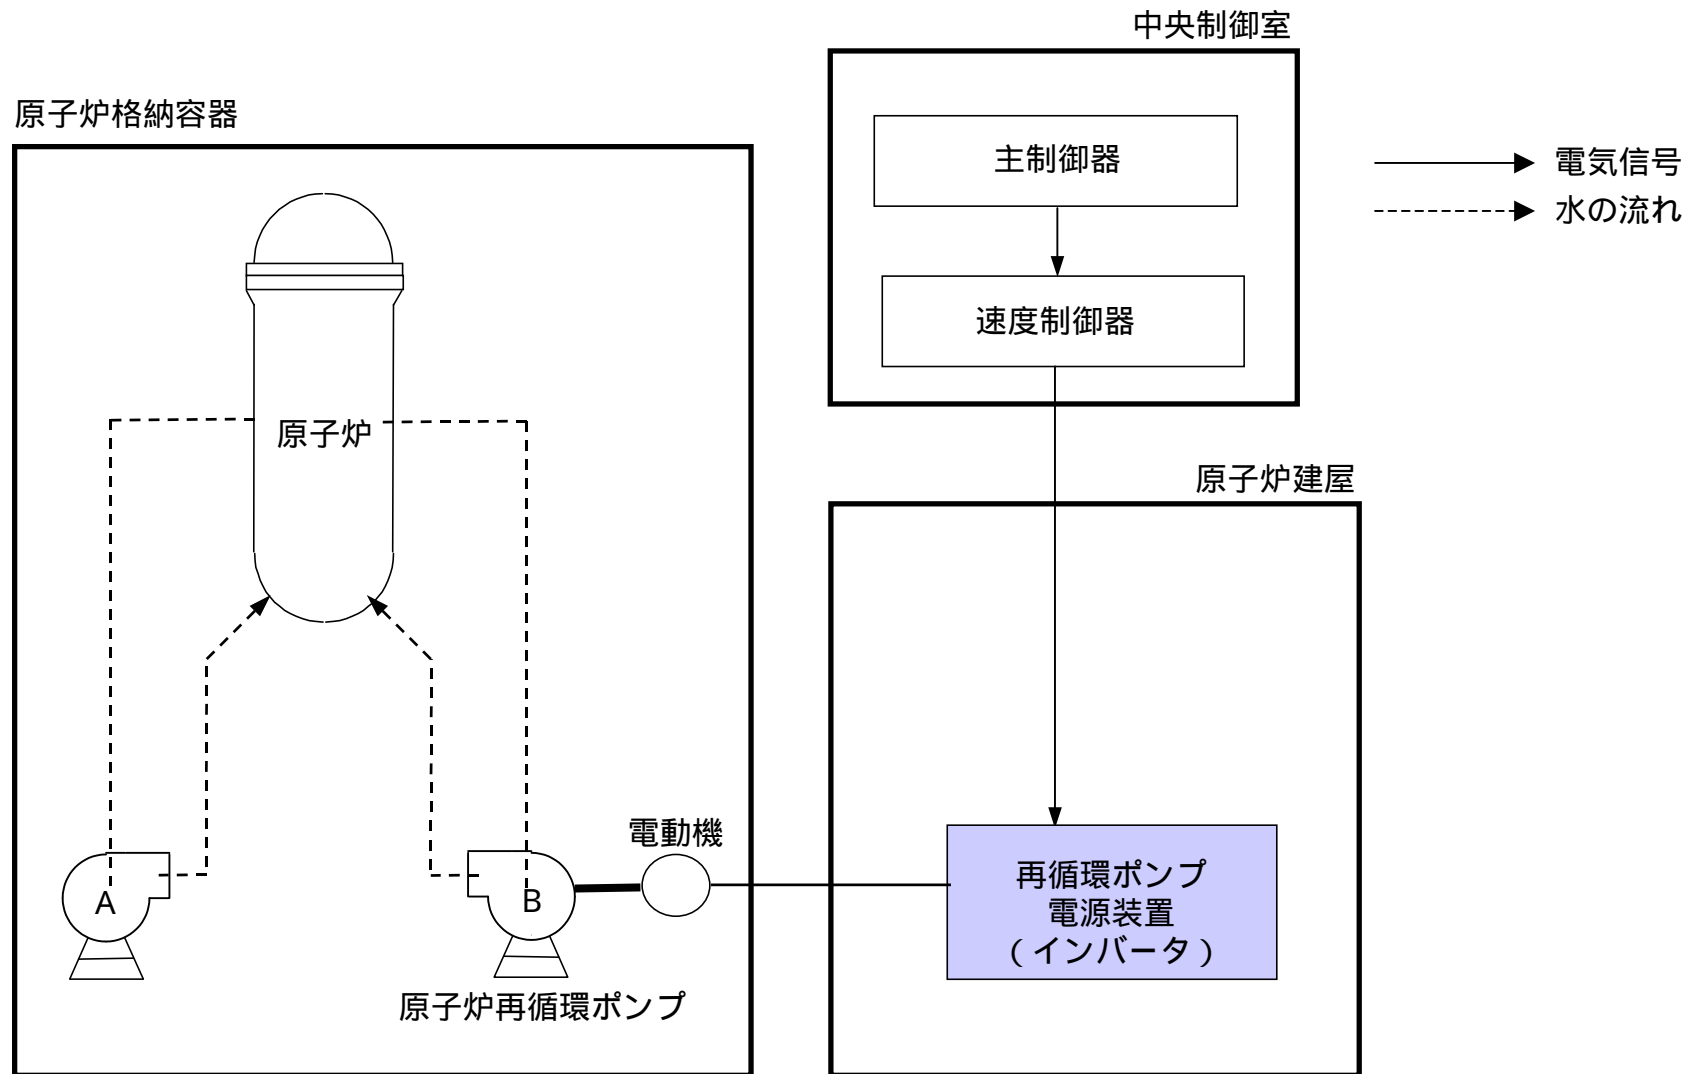 中央制御室
原子炉格納容器
主制御器
電気信号
水の流れ
速度制御器
原子炉
原子炉建屋
電動機
再循環ポンプ
電源装置
（インバータ）
A
B
原子炉再循環ポンプ